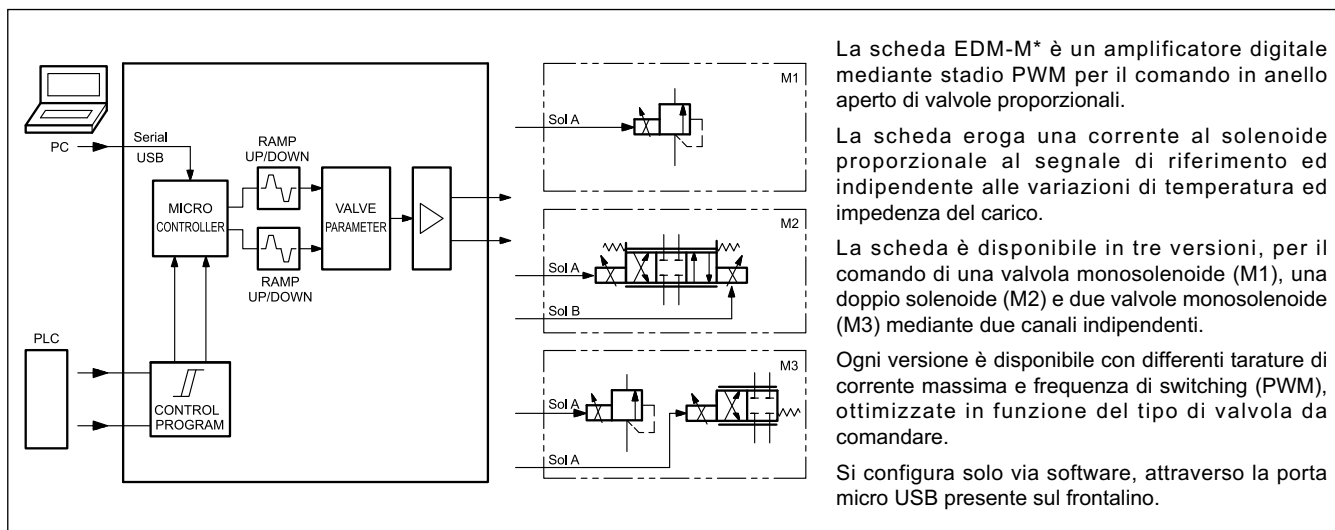 PC
Serial
USB
MICRO
CONTROLLER
RAMP
UP/DOWN
RAMP
UP/DOWN
VALVE
PARAMETER
PLC
CONTROL
PROGRAM
M1
Sol A
M2
Sol A
Sol B
M3
Sol A
Sol A
La scheda EDM-M* è un amplificatore digitale
mediante stadio PWM per il comando in anello
aperto di valvole proporzionali.
La scheda eroga una corrente al solenoide
proporzionale al segnale di riferimento ed
indipendente alle variazioni di temperatura ed
impedenza del carico.
La scheda è disponibile in tre versioni, per il
comando di una valvola monosolenoide (M1), una
doppio solenoide (M2) e due valvole monosolenoide
(M3) mediante due canali indipendenti.
Ogni versione è disponibile con differenti tarature di
corrente massima e frequenza di switching (PWM),
ottimizzate in funzione del tipo di valvola da
comandare.
Si configura solo via software, attraverso la porta
micro USB presente sul frontalino.